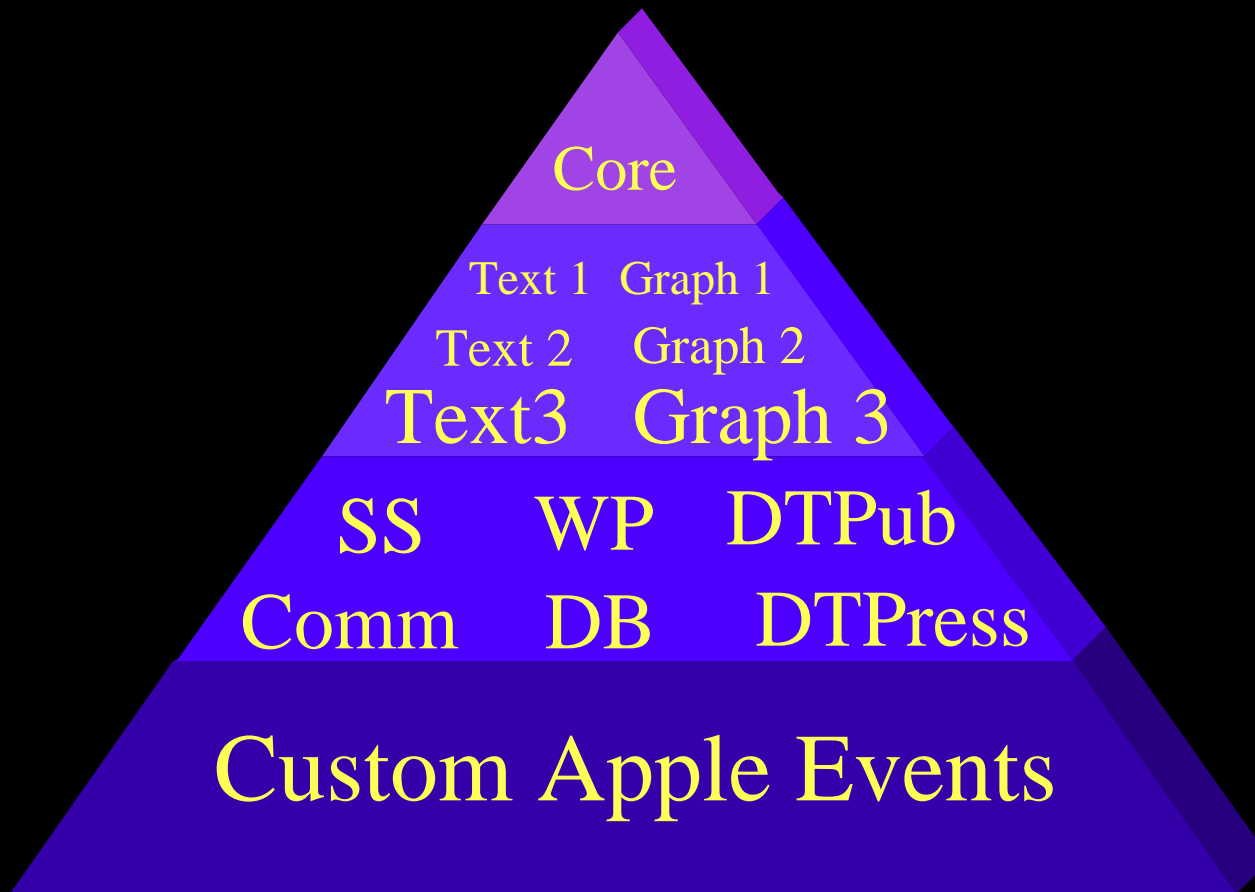 Core
Text 1 Graph 1
Text 2 Graph 2
Text3 Graph 3
SS WP DTPub
Comm DB DTPress
Custom Apple Events